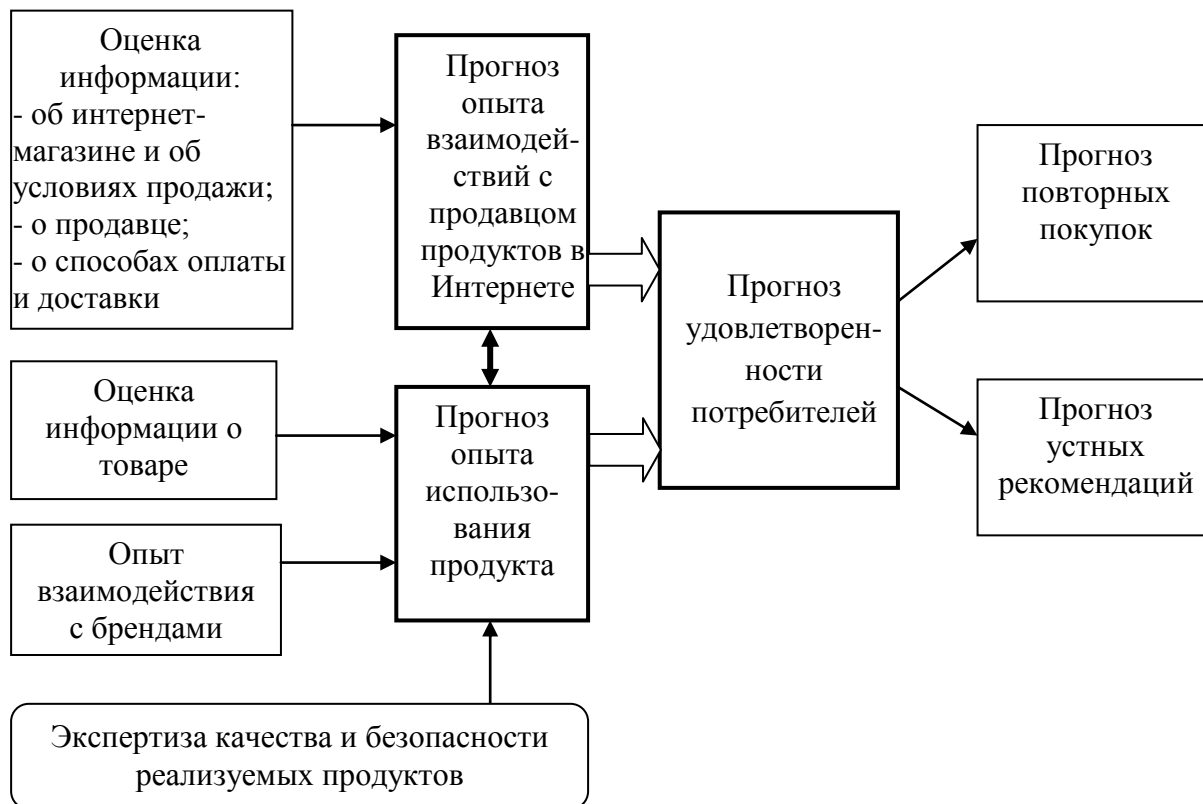 Оценка
информации:
- об интернет-
магазине и об
условиях продажи;
- о продавце;
- о способах оплаты
и доставки
Прогноз
опыта
взаимодей-
ствий с
продавцом
продуктов в
Интернете
Оценка
информации о
товаре
Прогноз
опыта
использо-
вания
продукта
Опыт
взаимодействия
с брендами
Экспертиза качества и безопасности
реализуемых продуктов
Прогноз
удовлетворен-
ности
потребителей
Прогноз
повторных
покупок
Прогноз
устных
рекомендаций